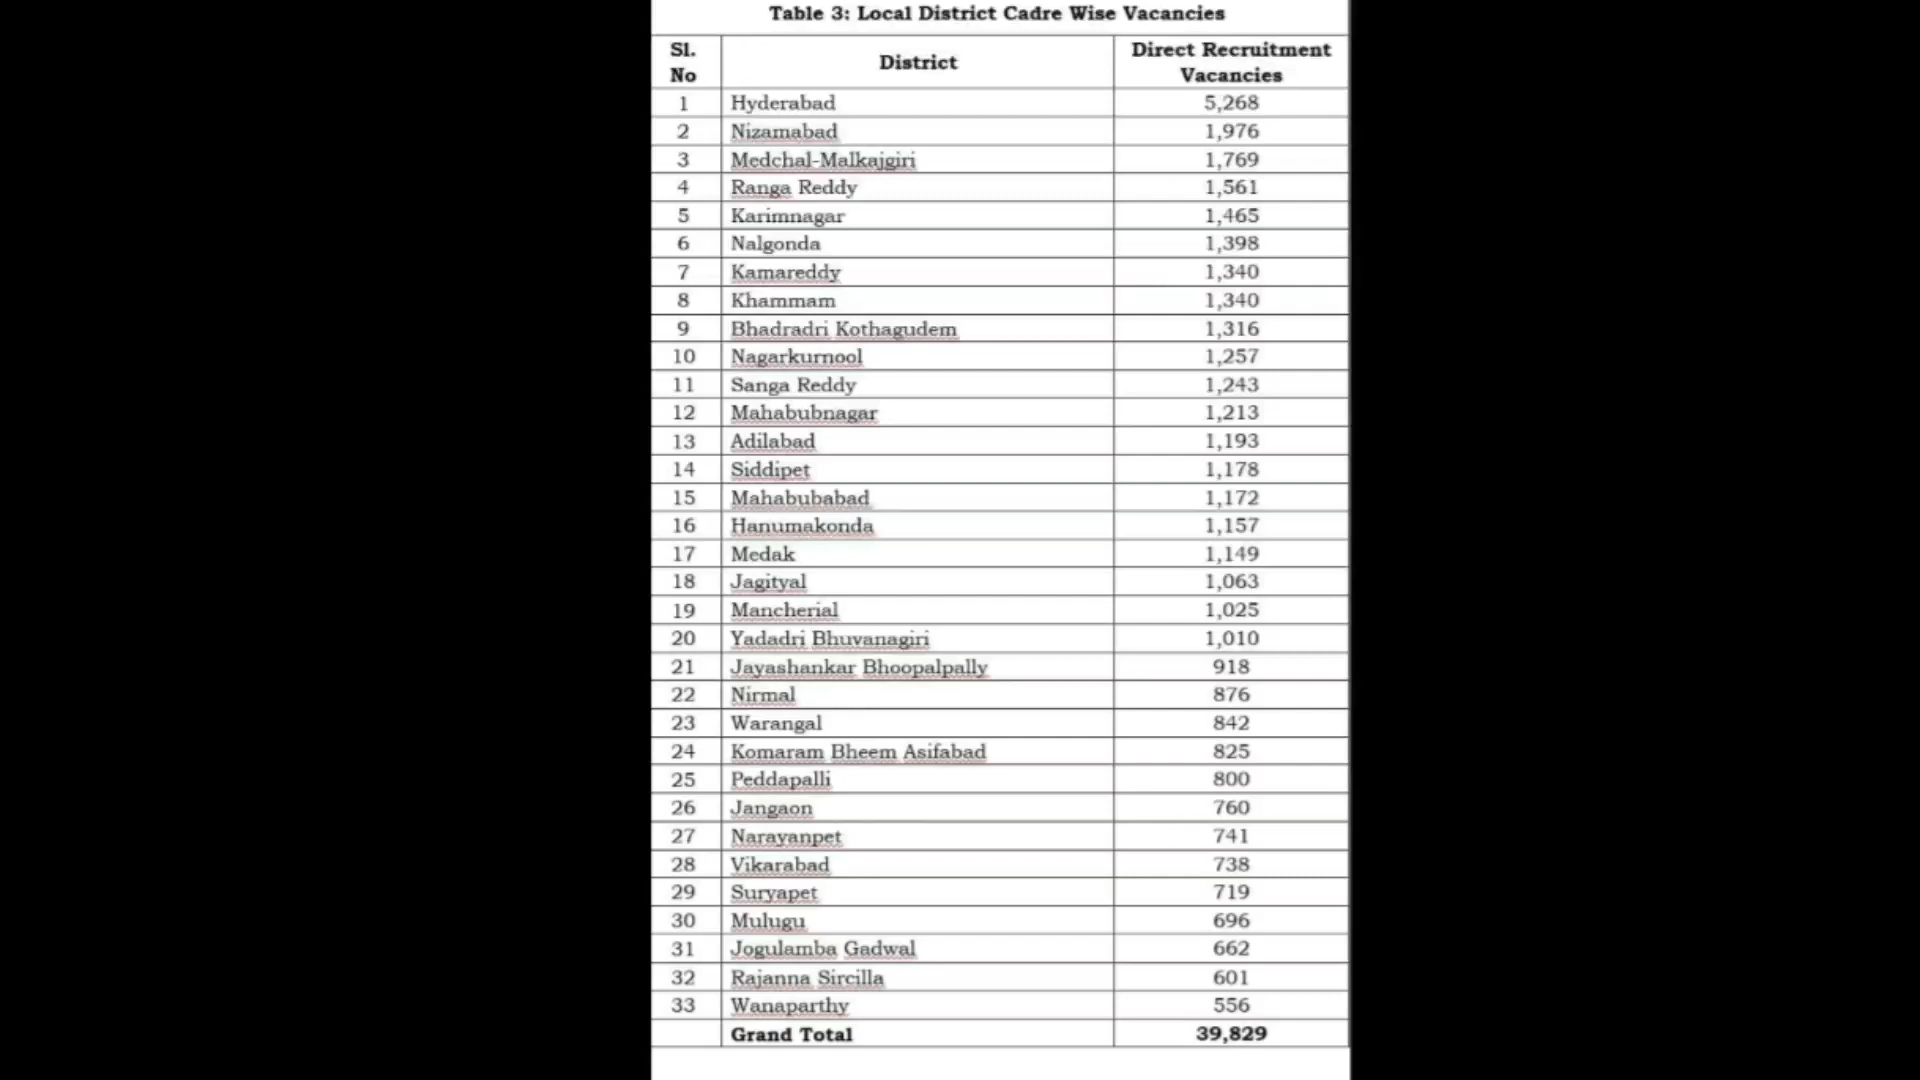 Table 3: Local District Cadre Wise Vacancies
Sl. No District Direct Recruitment Vacancies
1 Hyderabad 5,268
2 Nizamabad 1,976
3 Medchal-Malkajgiri 1,769
4 Ranga Reddy 1,561
5 Karimnagar 1,465
6 Nalgonda 1,398
7 Kamareddy 1,340
8 Khammam 1,340
9 Bhadradri Kothagudem 1,316
10 Nagarkurnool 1,257
11 Sanga Reddy 1,243
12 Mahabubnagar 1,213
13 Adilabad 1,193
14 Siddipet 1,178
15 Mahabubabad 1,172
16 Hanumakonda 1,157
17 Medak 1,149
18 Jagityal 1,063
19 Mancherial 1,025
20 Yadadri Bhuvanagiri 1,010
21 Jayashankar Bhoopalpally 918
22 Nirmal 876
23 Warangal 842
24 Komaram Bheem Asifabad 825
25 Peddapalli 800
26 Jangaon 760
27 Narayanpet 741
28 Vikarabad 738
29 Suryapet 719
30 Mulugu 696
31 Jogulamba Gadwal 662
32 Rajanna Sircilla 601
33 Wanaparthy 556
Grand Total 39,829